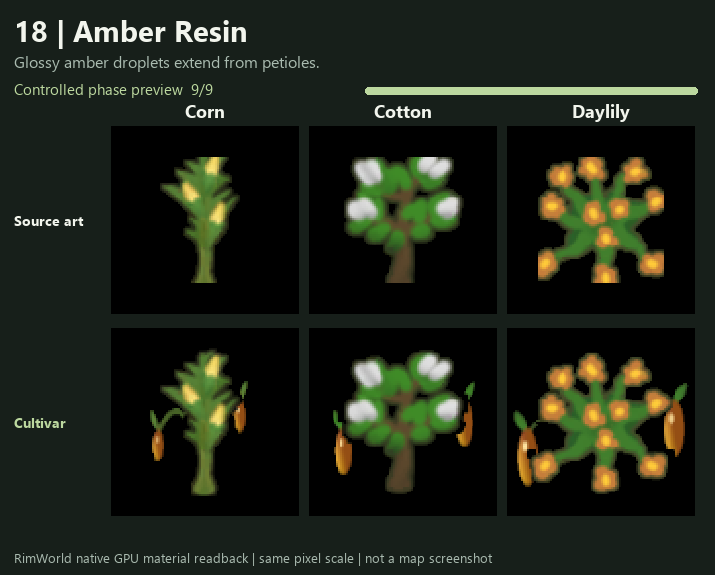 18 | Amber Resin
Glossy amber droplets extend from petioles.
Controlled phase preview 9/9
Corn Cotton Daylily
Source art
Cultivar
RimWorld native GPU material readback | same pixel scale | not a map screenshot